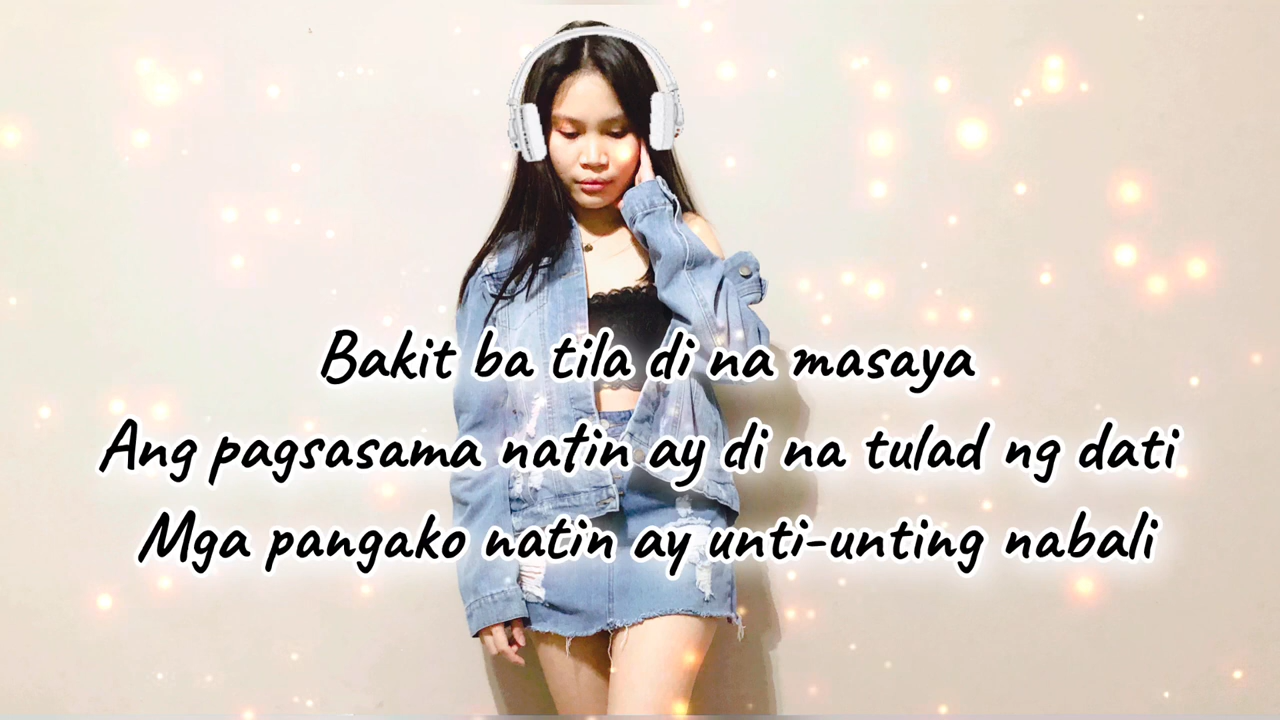 Bakit ba tila di na masaya
Ang pagsasama natin ay di na tulad ng dati
Mga pangako natin ay unti-unting nabali